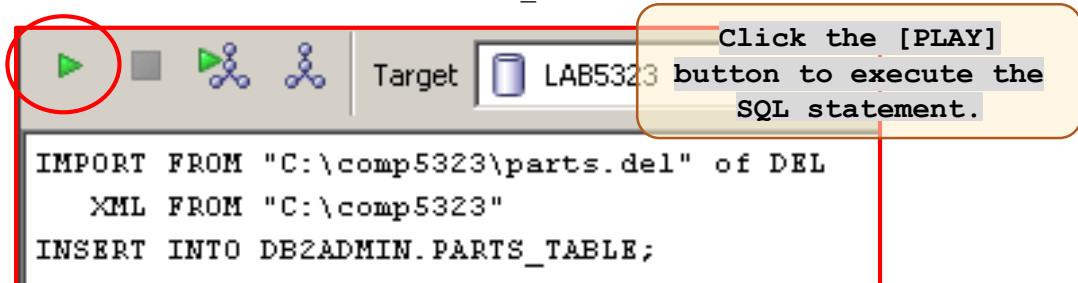 Click the [PLAY]
button to execute the
SQL statement.
Target LAB5323
IMPORT FROM "C:\comp5323\parts.del" of DEL
XML FROM "C:\comp5323"
INSERT INTO DB2ADMIN.PARTS_TABLE;